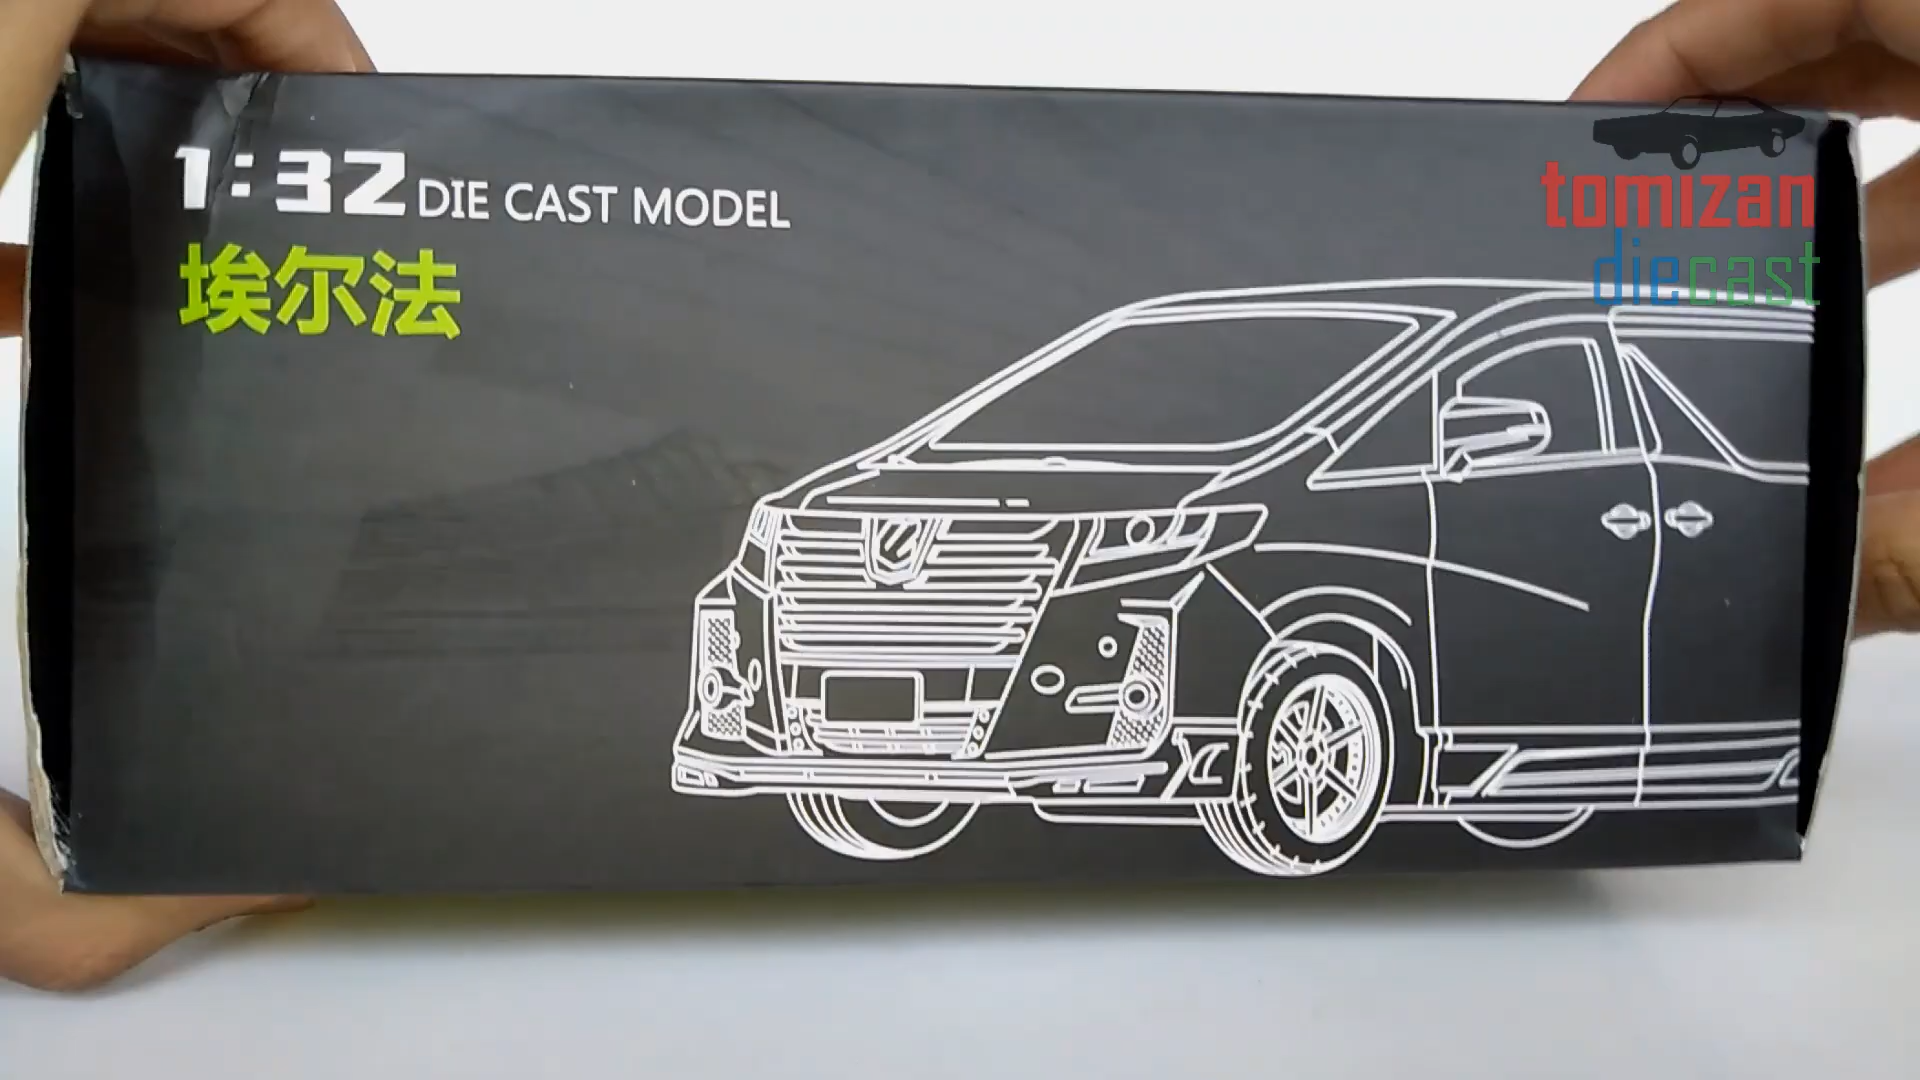 1:32 DIE CAST MODEL
埃尔法
tomizan
diecast